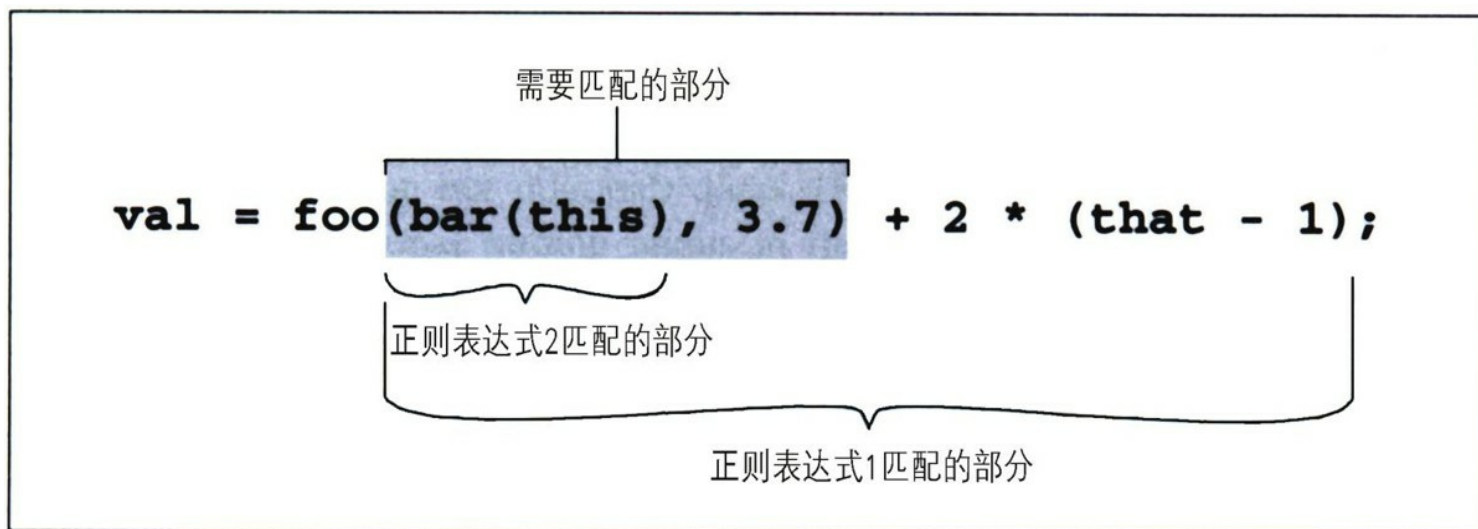 需要匹配的部分
val = foo(bar(this), 3.7) + 2 * (that - 1);
正则表达式2匹配的部分
正则表达式1匹配的部分